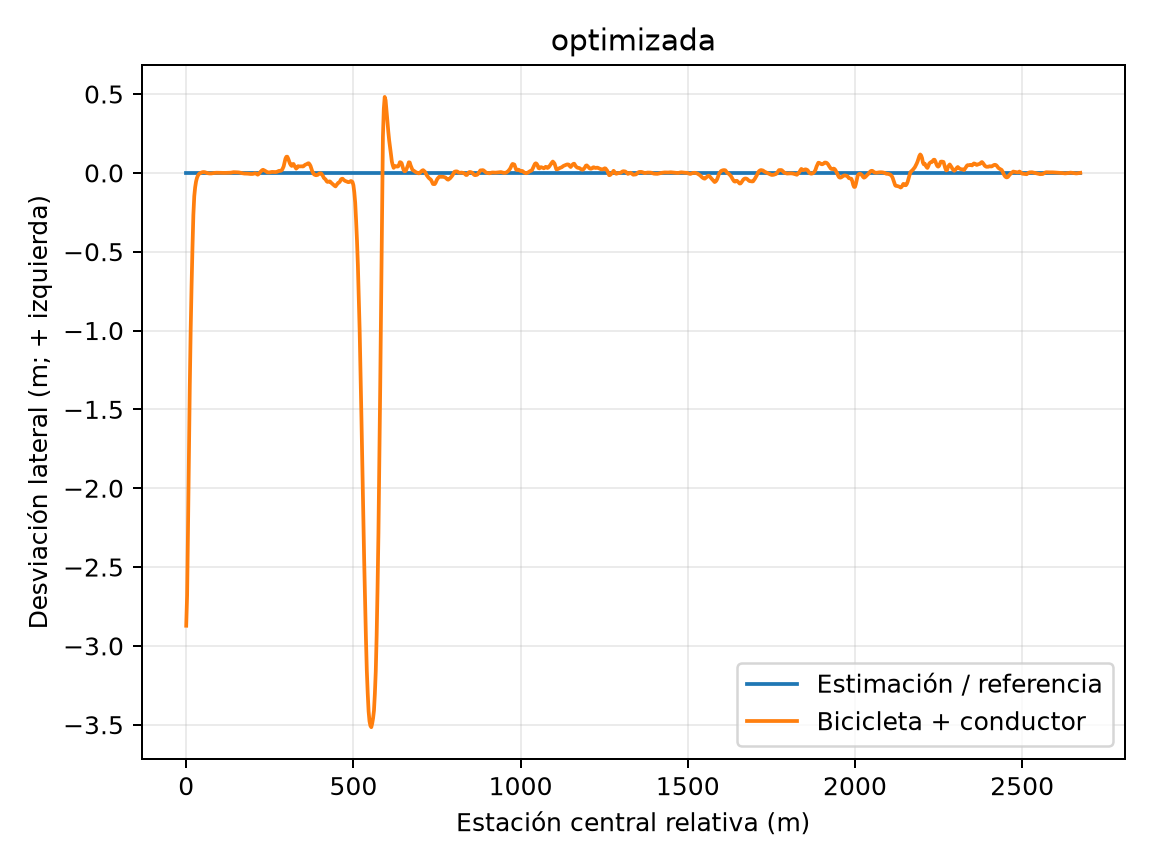 optimizada
0.5
0.0
−0.5
−1.0
−1.5
−2.0
−2.5
−3.0
−3.5
Desviación lateral (m; + izquierda)
Estimación / referencia
Bicicleta + conductor
0 500 1000 1500 2000 2500
Estación central relativa (m)